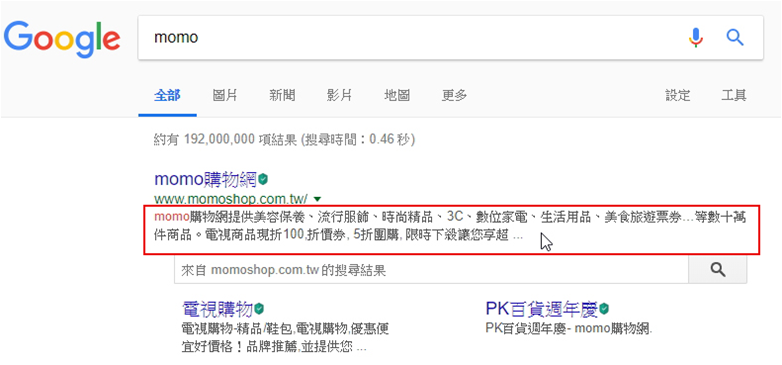 Google
momo
全部 圖片 新聞 影片 地圖 更多 設定 工具
約有 192,000,000 項結果 (搜尋時間：0.46 秒)
momo購物網
www.momoshop.com.tw/
momo購物網提供美容保養、流行服飾、時尚精品、3C、數位家電、生活用品、美食旅遊票券...等數十萬
件商品。電視商品現折100,折價券, 5折團購, 限時下殺讓您享超 ...
來自 momoshop.com.tw 的搜尋結果
電視購物 PK百貨週年慶
電視購物-精品/鞋包,電視購物,優惠便 PK百貨週年慶- momo購物網.
宜好價格！品牌推薦,並提供您 ...